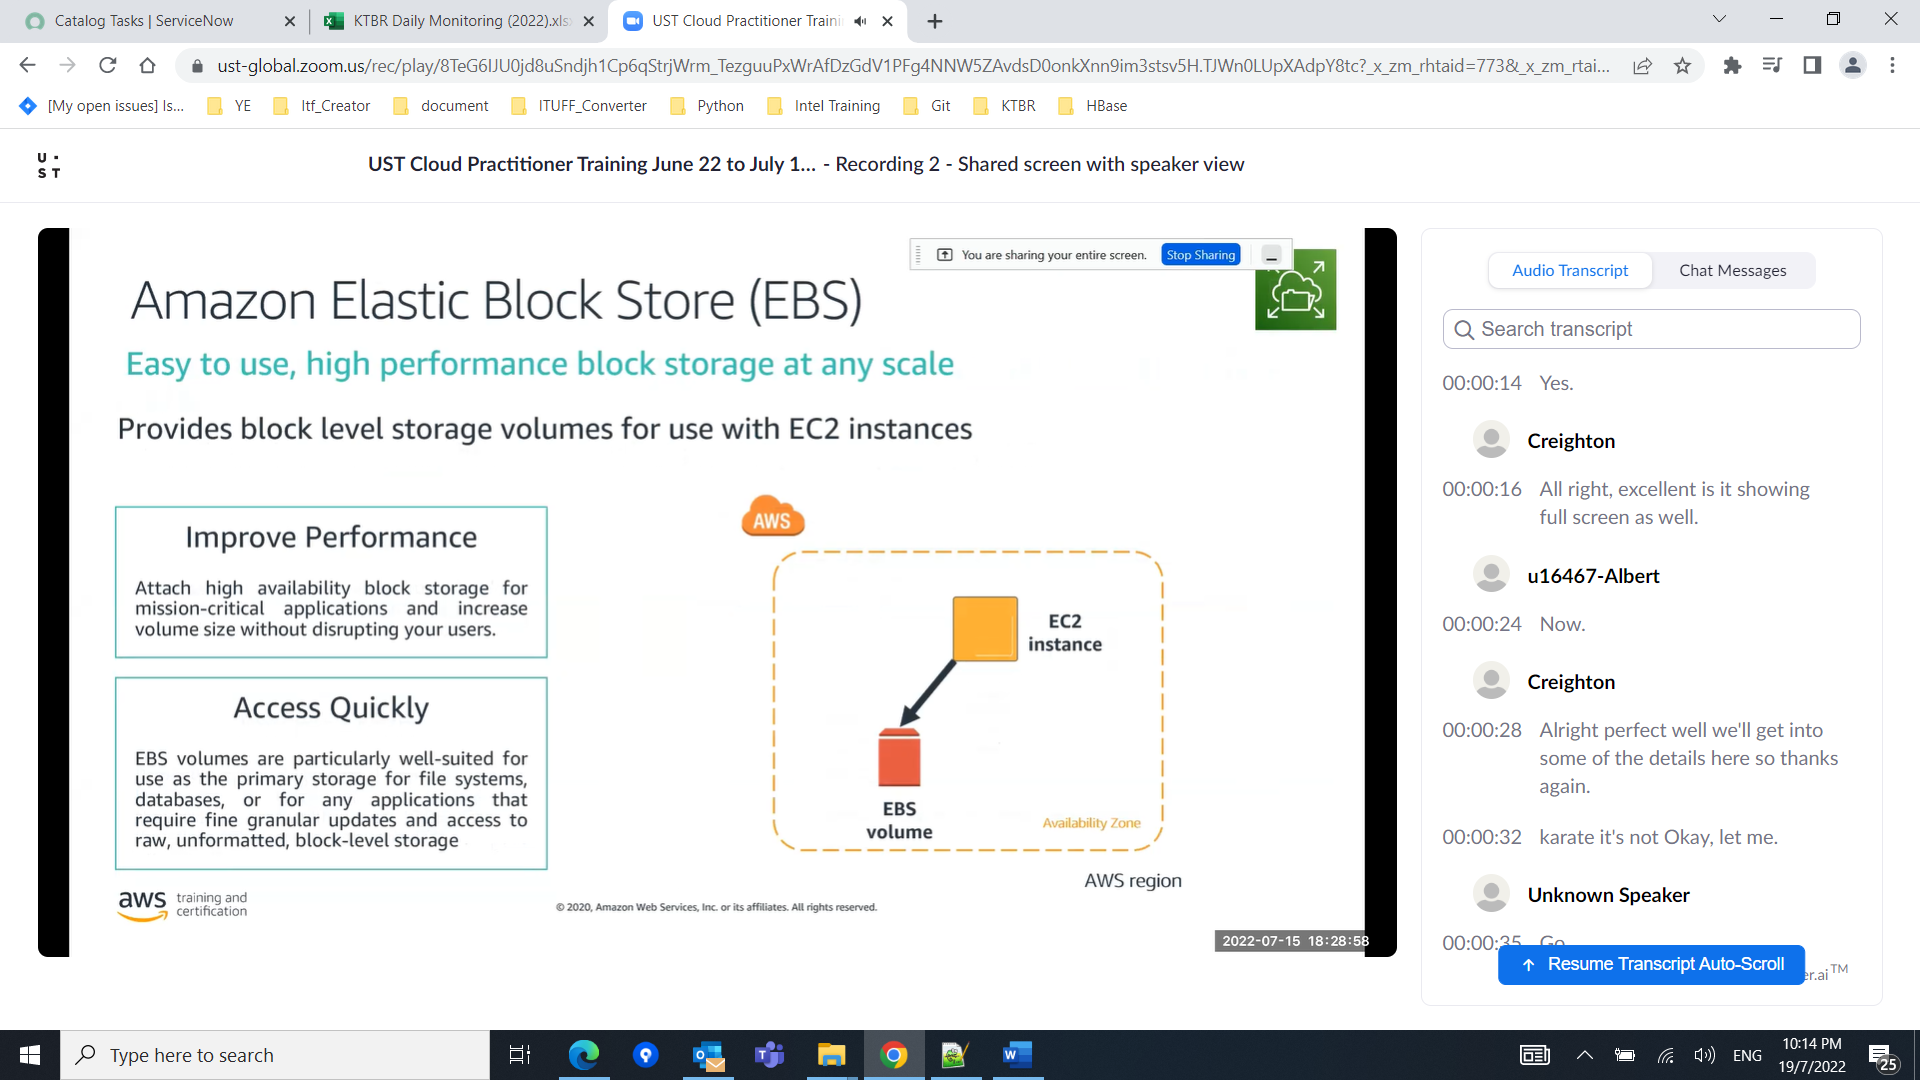 Catalog Tasks | ServiceNow
KTBR Daily Monitoring (2022).xls
UST Cloud Practitioner Traini
ust-global.zoom.us/rec/play/8TeG6IJU0jd8uSndjh1Cp6qStrjWrm_TezguuPxWrAfDzGdV1PFg4NNW5ZAvdsD0onkXnn9im3stsv5H.TJWn0LUpXAdpY8tc?_x_zm_rhtaid=773&_x_zm_rtai...
[My open issues] Is...
YE
Itf_Creator
document
ITUFF_Converter
Python
Intel Training
Git
KTBR
HBase
U·
ST
UST Cloud Practitioner Training June 22 to July 1... - Recording 2 - Shared screen with speaker view
You are sharing your entire screen. Stop Sharing
Amazon Elastic Block Store (EBS)
Easy to use, high performance block storage at any scale
Provides block level storage volumes for use with EC2 instances
Improve Performance
Attach high availability block storage for
mission-critical applications and increase
volume size without disrupting your users.
Access Quickly
EBS volumes are particularly well-suited for
use as the primary storage for file systems,
databases, or for any applications that
require fine granular updates and access to
raw, unformatted, block-level storage
AWS
EC2
instance
EBS
volume
Availability Zone
AWS region
aws training and
certification
© 2020, Amazon Web Services, Inc. or its affiliates. All rights reserved.
2022-07-15 18:28:58
Audio Transcript
Chat Messages
Search transcript
00:00:14 Yes.
Creighton
00:00:16 All right, excellent is it showing
full screen as well.
u16467-Albert
00:00:24 Now.
Creighton
00:00:28 Alright perfect well we'll get into
some of the details here so thanks
again.
00:00:32 karate it's not Okay, let me.
Unknown Speaker
00:00:35 Go
Resume Transcript Auto-Scroll
er.ai™
Type here to search
ENG
10:14 PM
19/7/2022
25